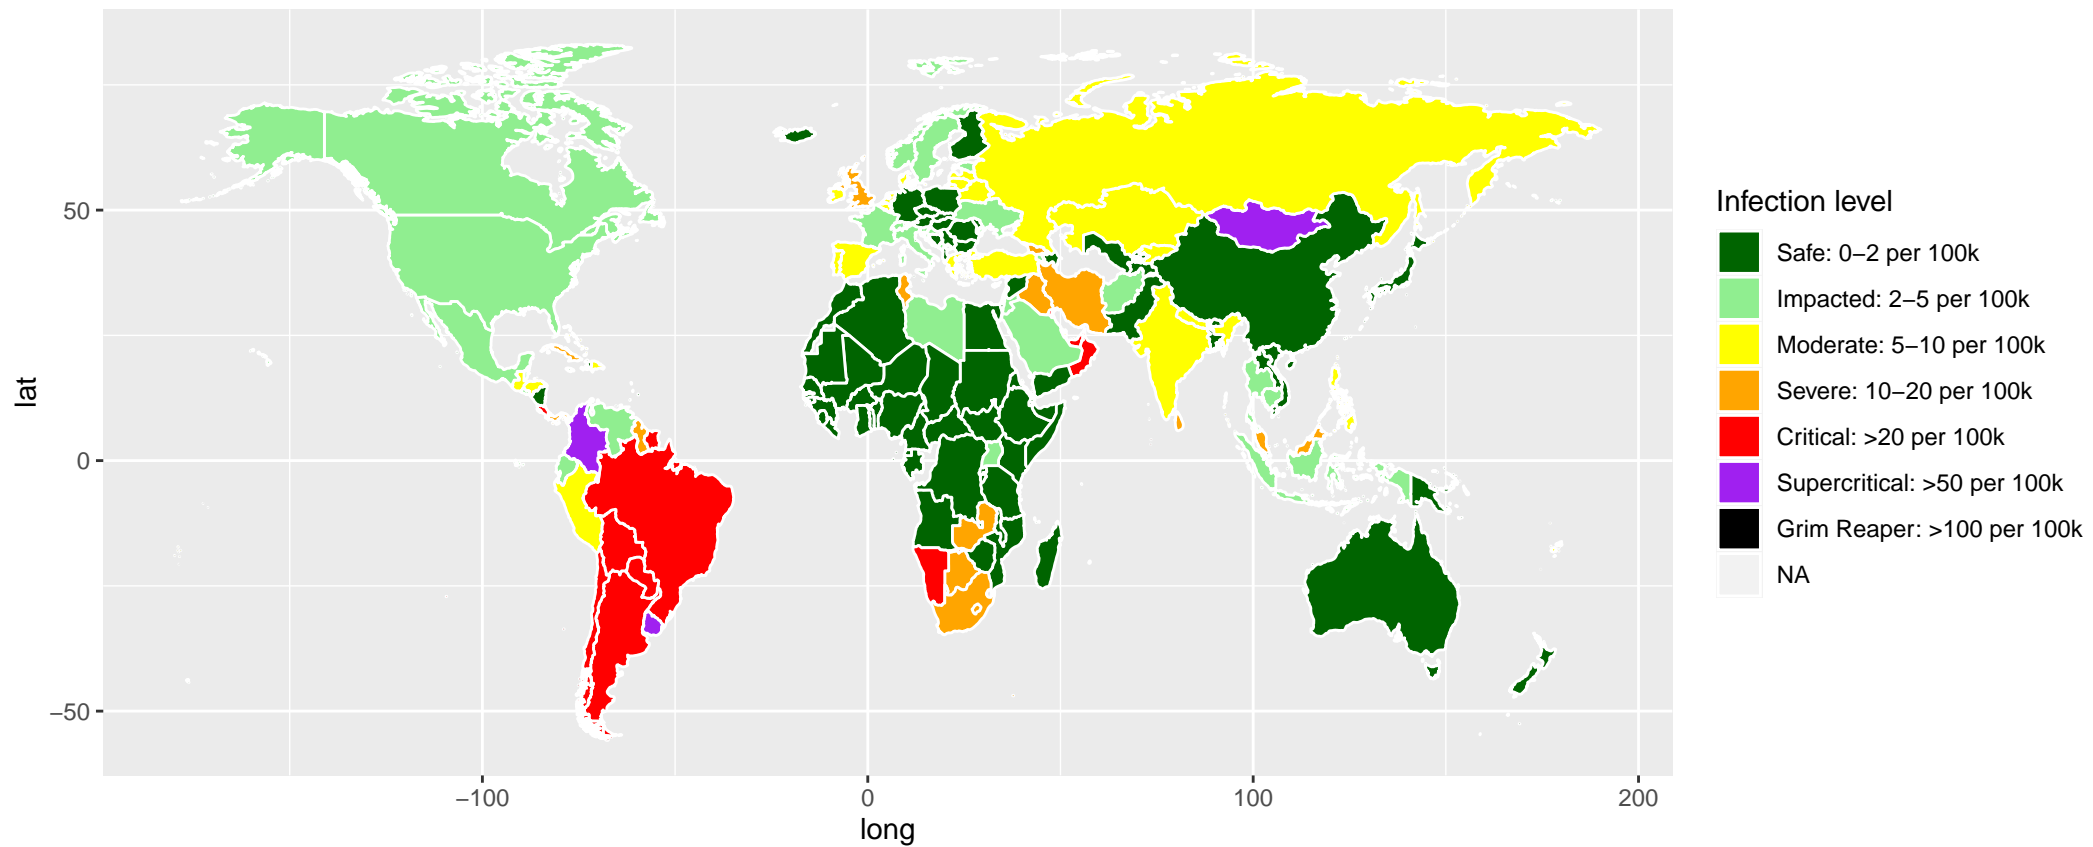 Infection level
Safe: 0−2 per 100k
Impacted: 2−5 per 100k
Moderate: 5−10 per 100k
Severe: 10−20 per 100k
Critical: >20 per 100k
Supercritical: >50 per 100k
Grim Reaper: >100 per 100k
NA
lat
50
0
−50
−100
0
100
200
long